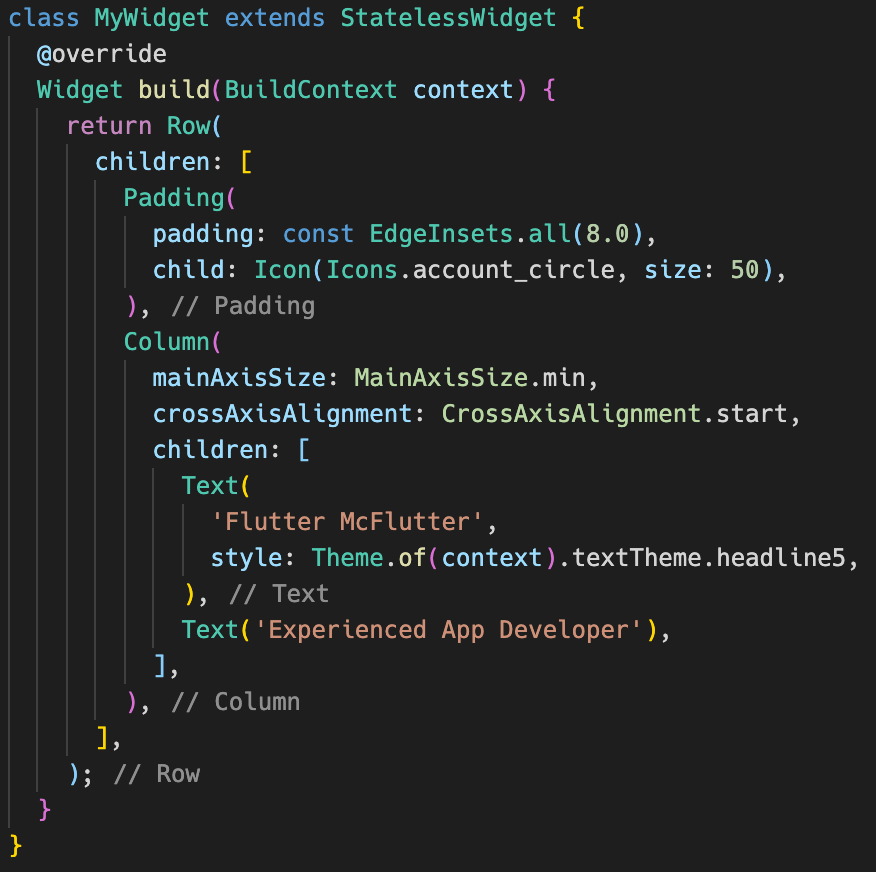 class MyWidget extends StatelessWidget {
  @override
  Widget build(BuildContext context) {
    return Row(
      children: [
        Padding(
          padding: const EdgeInsets.all(8.0),
          child: Icon(Icons.account_circle, size: 50),
        ), // Padding
        Column(
          mainAxisSize: MainAxisSize.min,
          crossAxisAlignment: CrossAxisAlignment.start,
          children: [
            Text(
              'Flutter McFlutter',
              style: Theme.of(context).textTheme.headline5,
            ), // Text
            Text('Experienced App Developer'),
          ],
        ), // Column
      ],
    ); // Row
  }
}